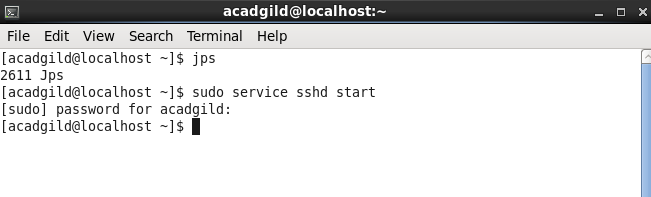 acadgild@localhost:~
File Edit View Search Terminal Help
[acadgild@localhost ~]$ jps
2611 Jps
[acadgild@localhost ~]$ sudo service sshd start
[sudo] password for acadgild:
[acadgild@localhost ~]$